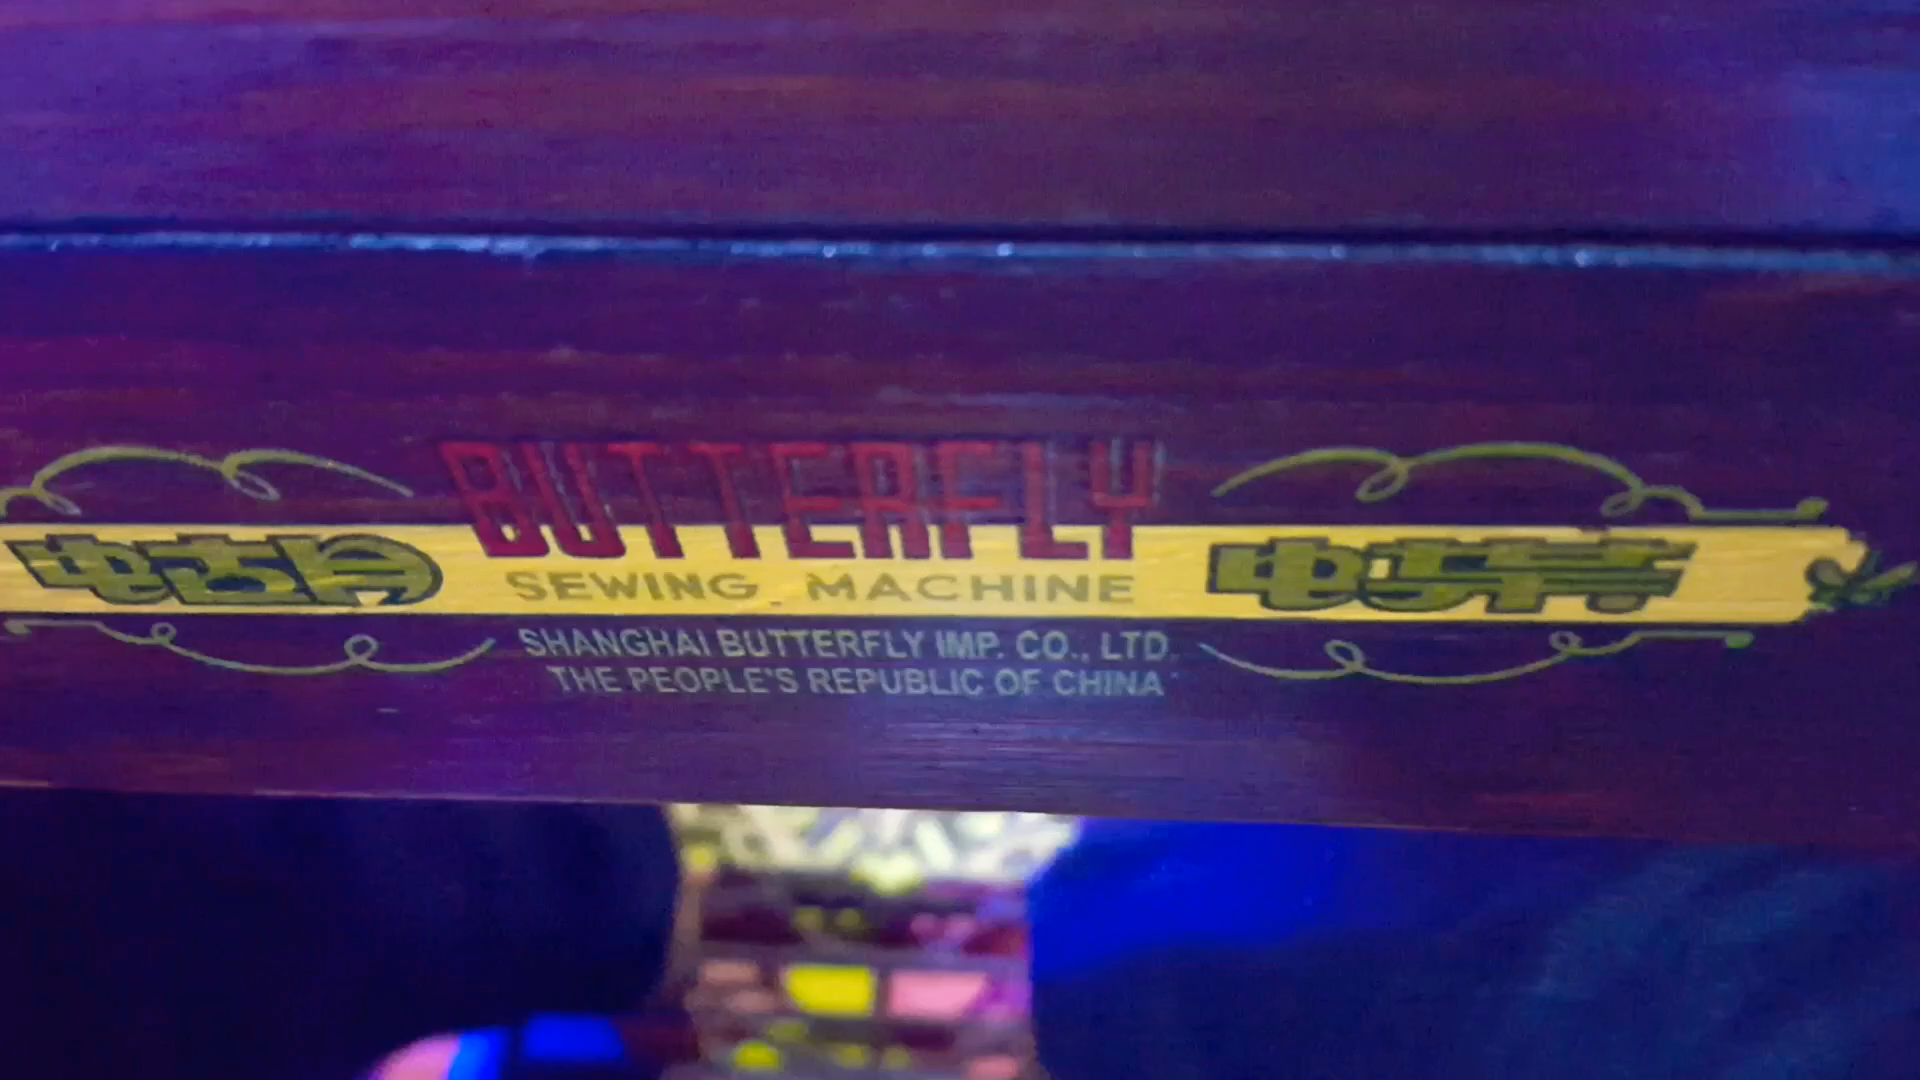 BUTTERFLY
SEWING MACHINE
SHANGHAI BUTTERFLY IMP. CO., LTD.
THE PEOPLE'S REPUBLIC OF CHINA